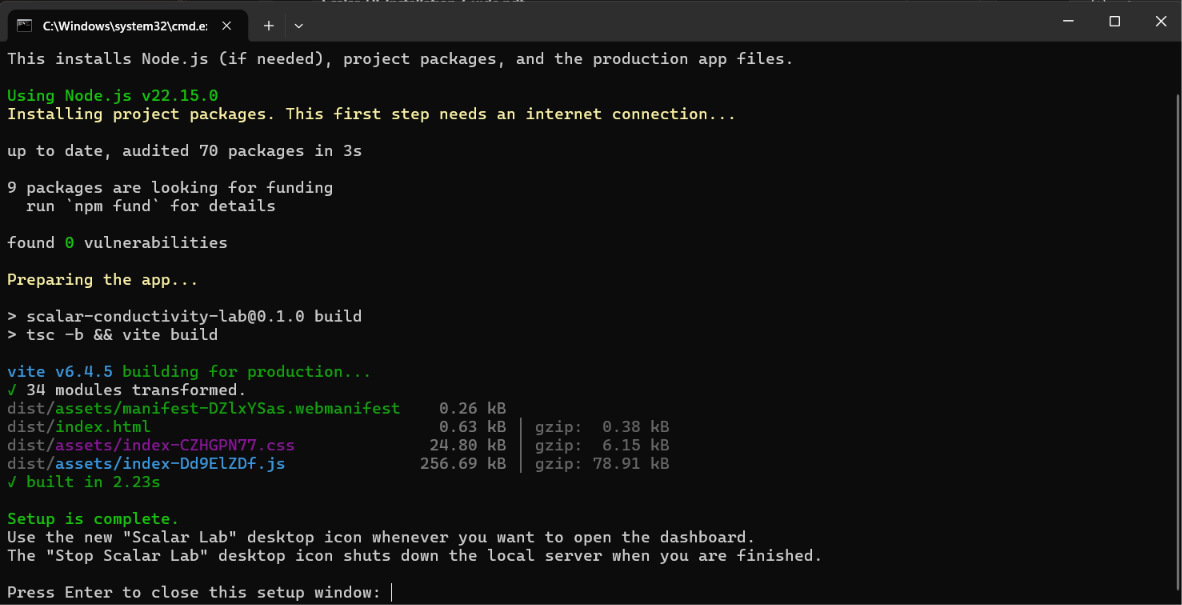 C:\Windows\system32\cmd.e:
This installs Node.js (if needed), project packages, and the production app files.
Using Node.js v22.15.0
Installing project packages. This first step needs an internet connection...
up to date, audited 70 packages in 3s
9 packages are looking for funding
run `npm fund` for details
found 0 vulnerabilities
Preparing the app...
> scalar-conductivity-lab@0.1.0 build
> tsc -b && vite build
vite v6.4.5 building for production...
✓ 34 modules transformed.
dist/assets/manifest-DZlxYSas.webmanifest 0.26 kB
dist/index.html 0.63 kB │ gzip: 0.38 kB
dist/assets/index-CZHGPN77.css 24.80 kB │ gzip: 6.15 kB
dist/assets/index-Dd9ElZDf.js 256.69 kB │ gzip: 78.91 kB
✓ built in 2.23s
Setup is complete.
Use the new "Scalar Lab" desktop icon whenever you want to open the dashboard.
The "Stop Scalar Lab" desktop icon shuts down the local server when you are finished.
Press Enter to close this setup window: